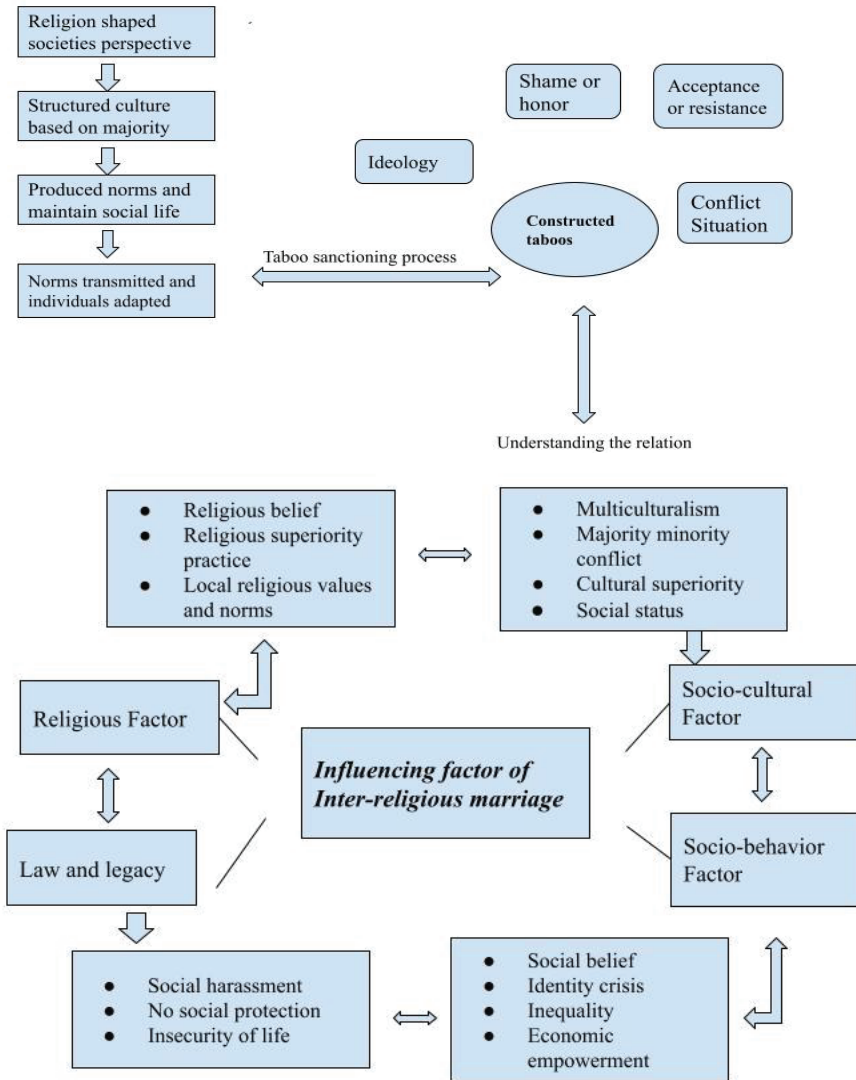 Religion shaped
societies perspective
Structured culture
based on majority
Produced norms and
maintain social life
Norms transmitted and
individuals adapted
Shame or
honor
Acceptance
or resistance
Ideology
Constructed
taboos
Conflict
Situation
Taboo sanctioning process
Understanding the relation
● Religious belief
● Religious superiority
practice
● Local religious values
and norms
● Multiculturalism
● Majority minority
conflict
● Cultural superiority
● Social status
Religious Factor
Socio-cultural
Factor
Influencing factor of
Inter-religious marriage
Law and legacy
Socio-behavior
Factor
● Social harassment
● No social protection
● Insecurity of life
● Social belief
● Identity crisis
● Inequality
● Economic
empowerment